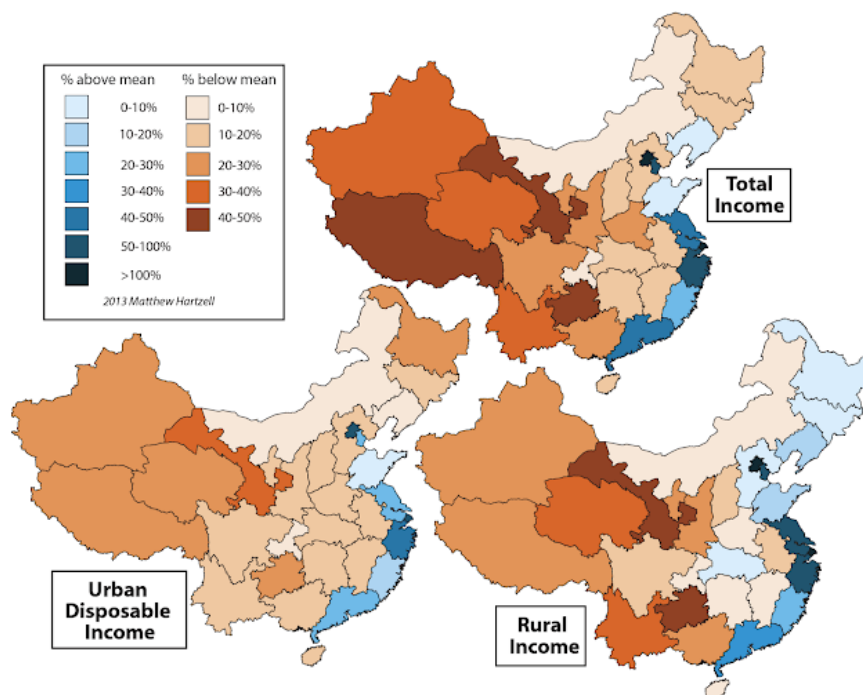 % above mean % below mean
0-10% 0-10%
10-20% 10-20%
20-30% 20-30%
30-40% 30-40%
40-50% 40-50%
50-100%
>100%
2013 Matthew Hartzell
Total
Income
Urban
Disposable
Income
Rural
Income